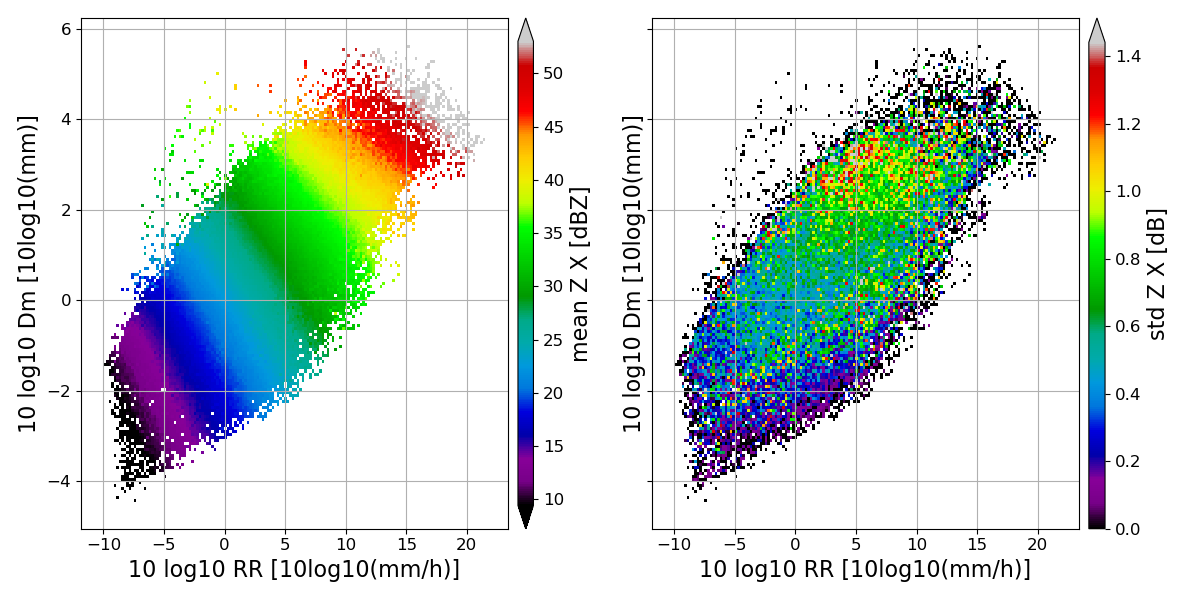 6
4
2
0
−2
−4
10 log10 Dm [10log10(mm)]
−10 −5 0 5 10 15 20
10 log10 RR [10log10(mm/h)]
50
45
40
35
30
25
20
15
10
mean Z X [dBZ]
10 log10 Dm [10log10(mm)]
−10 −5 0 5 10 15 20
10 log10 RR [10log10(mm/h)]
1.4
1.2
1.0
0.8
0.6
0.4
0.2
0.0
std Z X [dB]